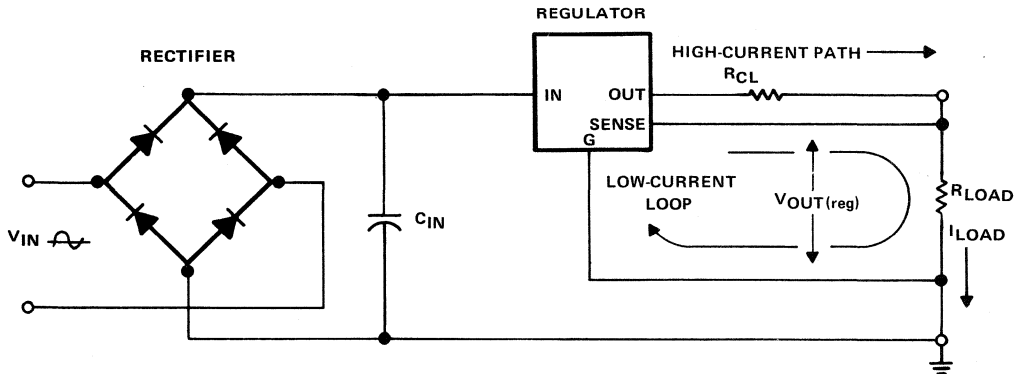 REGULATOR
RECTIFIER
HIGH-CURRENT PATH
RCL
IN
OUT
SENSE
G
LOW-CURRENT
LOOP
VOUT(reg)
RLOAD
ILOAD
CIN
VIN